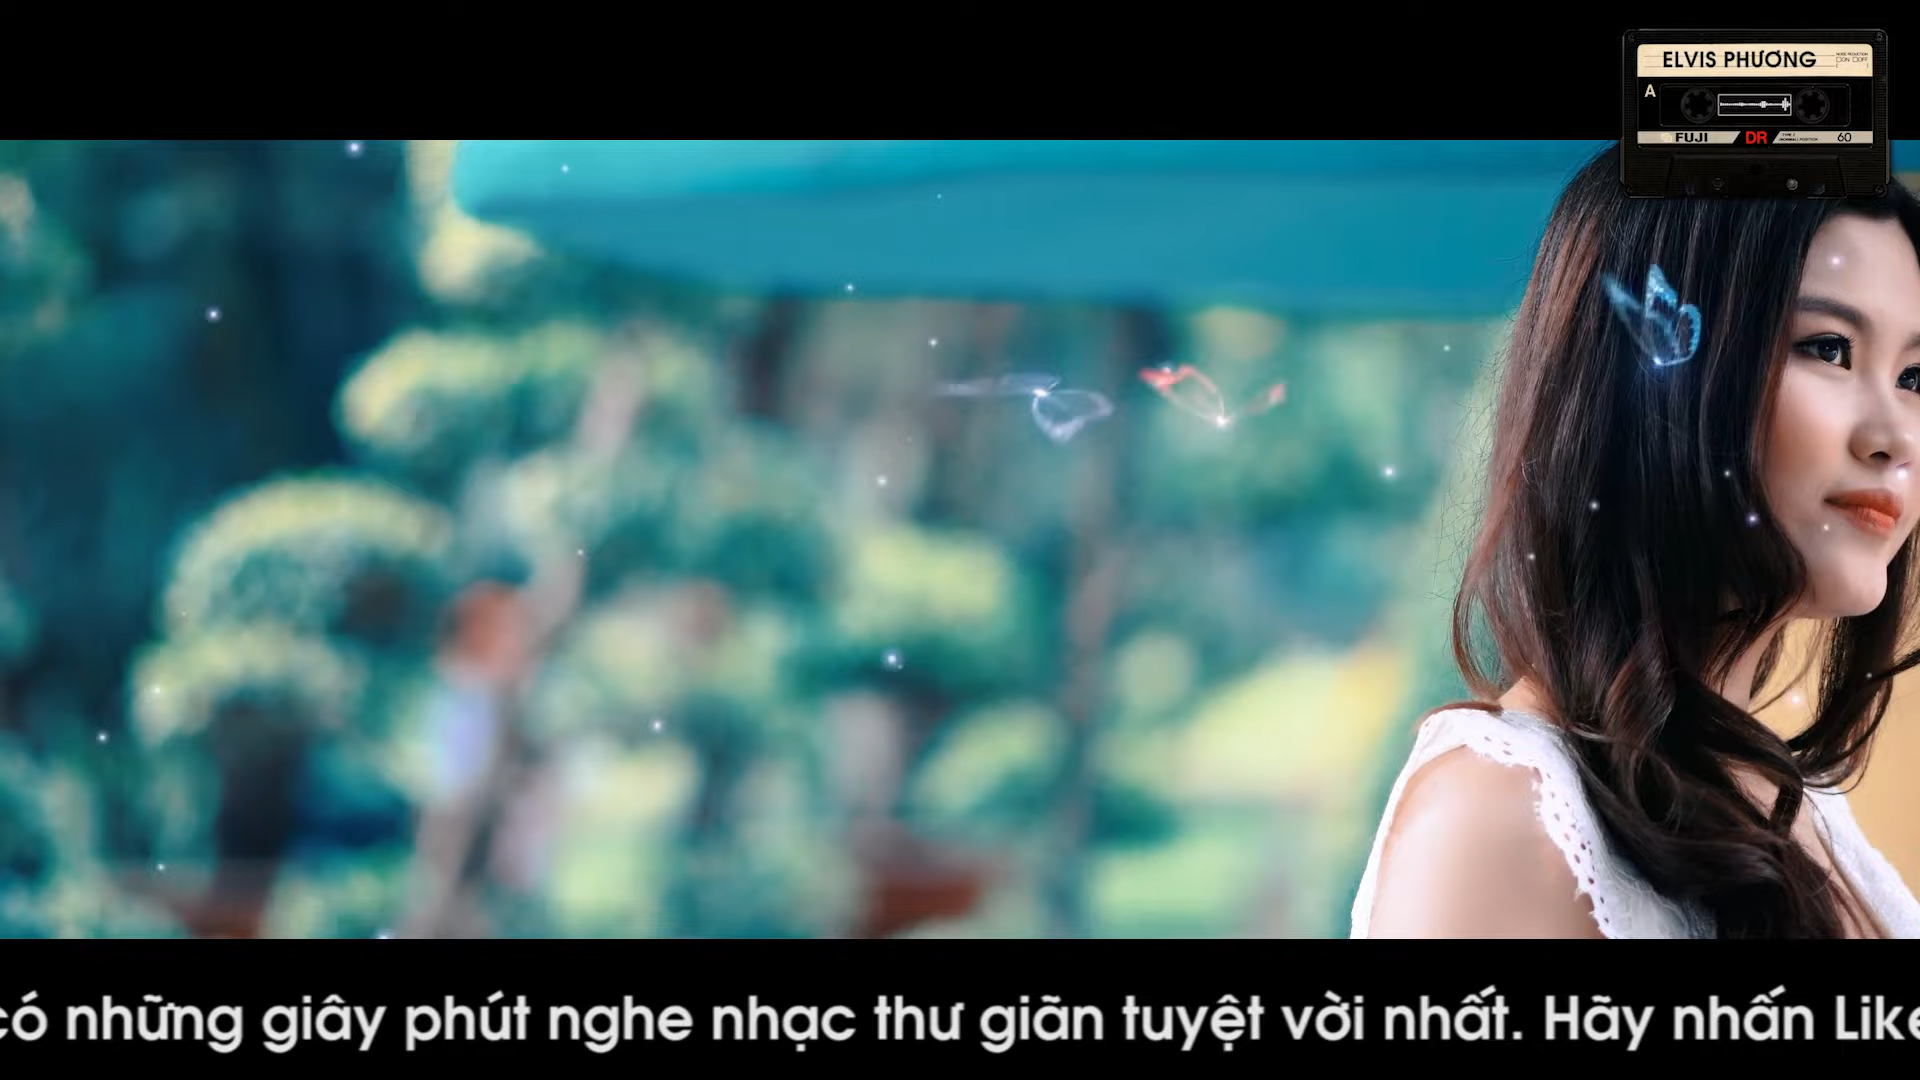 ELVIS PHƯƠNG
A
FUJI DR 60
có những giây phút nghe nhạc thư giãn tuyệt vời nhất. Hãy nhấn Like